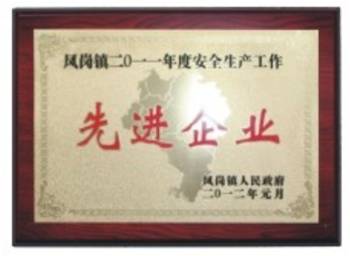 凤岗镇二〇一一年度安全生产工作
先进企业
凤岗镇人民政府
二〇一二年元月